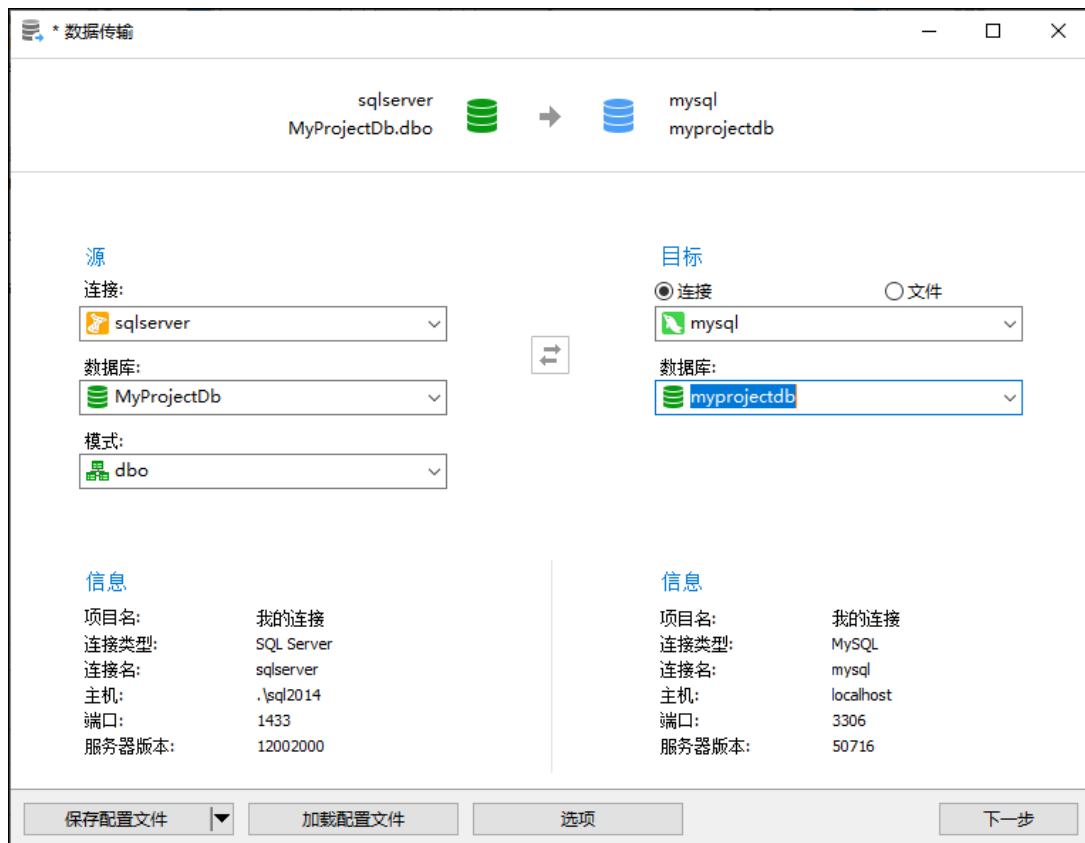 * 数据传输
sqlserver
MyProjectDb.dbo
mysql
myprojectdb
源
连接:
sqlserver
数据库:
MyProjectDb
模式:
dbo
目标
连接
文件
mysql
数据库:
myprojectdb
信息
项目名: 我的连接
连接类型: SQL Server
连接名: sqlserver
主机: .\sql2014
端口: 1433
服务器版本: 12002000
信息
项目名: 我的连接
连接类型: MySQL
连接名: mysql
主机: localhost
端口: 3306
服务器版本: 50716
保存配置文件
加载配置文件
选项
下一步